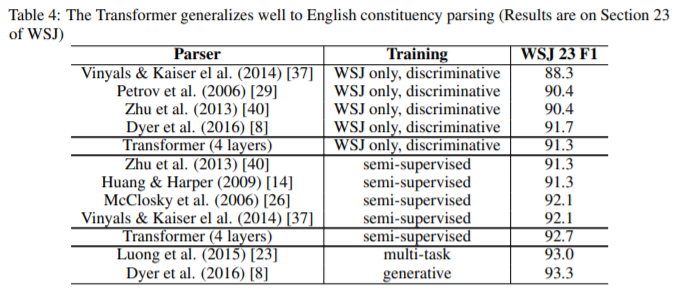 Table 4: The Transformer generalizes well to English constituency parsing (Results are on Section 23
of WSJ)
Parser Training WSJ 23 F1
Vinyals & Kaiser el al. (2014) [37] WSJ only, discriminative 88.3
Petrov et al. (2006) [29] WSJ only, discriminative 90.4
Zhu et al. (2013) [40] WSJ only, discriminative 90.4
Dyer et al. (2016) [8] WSJ only, discriminative 91.7
Transformer (4 layers) WSJ only, discriminative 91.3
Zhu et al. (2013) [40] semi-supervised 91.3
Huang & Harper (2009) [14] semi-supervised 91.3
McClosky et al. (2006) [26] semi-supervised 92.1
Vinyals & Kaiser el al. (2014) [37] semi-supervised 92.1
Transformer (4 layers) semi-supervised 92.7
Luong et al. (2015) [23] multi-task 93.0
Dyer et al. (2016) [8] generative 93.3